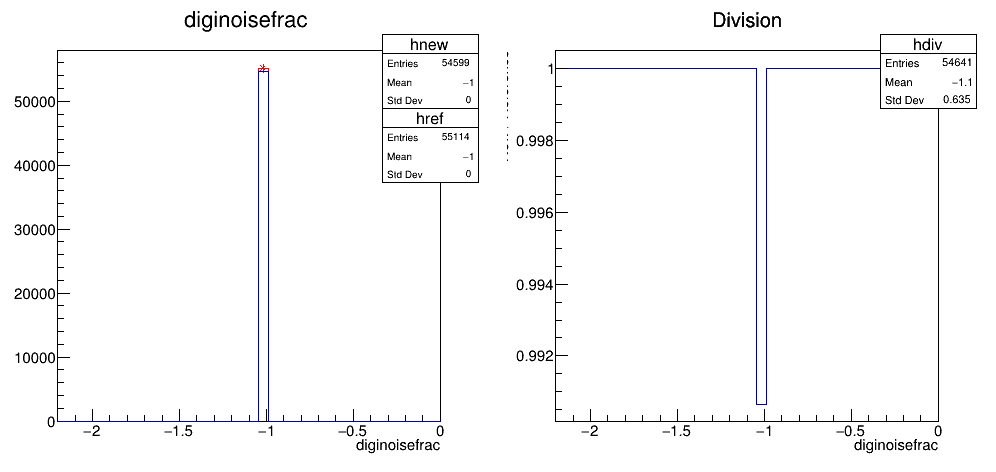 diginoisefrac
hnew
Entries 54599
Mean −1
Std Dev 0
href
Entries 55114
Mean −1
Std Dev 0
50000
40000
30000
20000
10000
0
−2 −1.5 −1 −0.5 0
diginoisefrac
Division
hdiv
Entries 54641
Mean −1.1
Std Dev 0.635
1
0.998
0.996
0.994
0.992
−2 −1.5 −1 −0.5 0
diginoisefrac